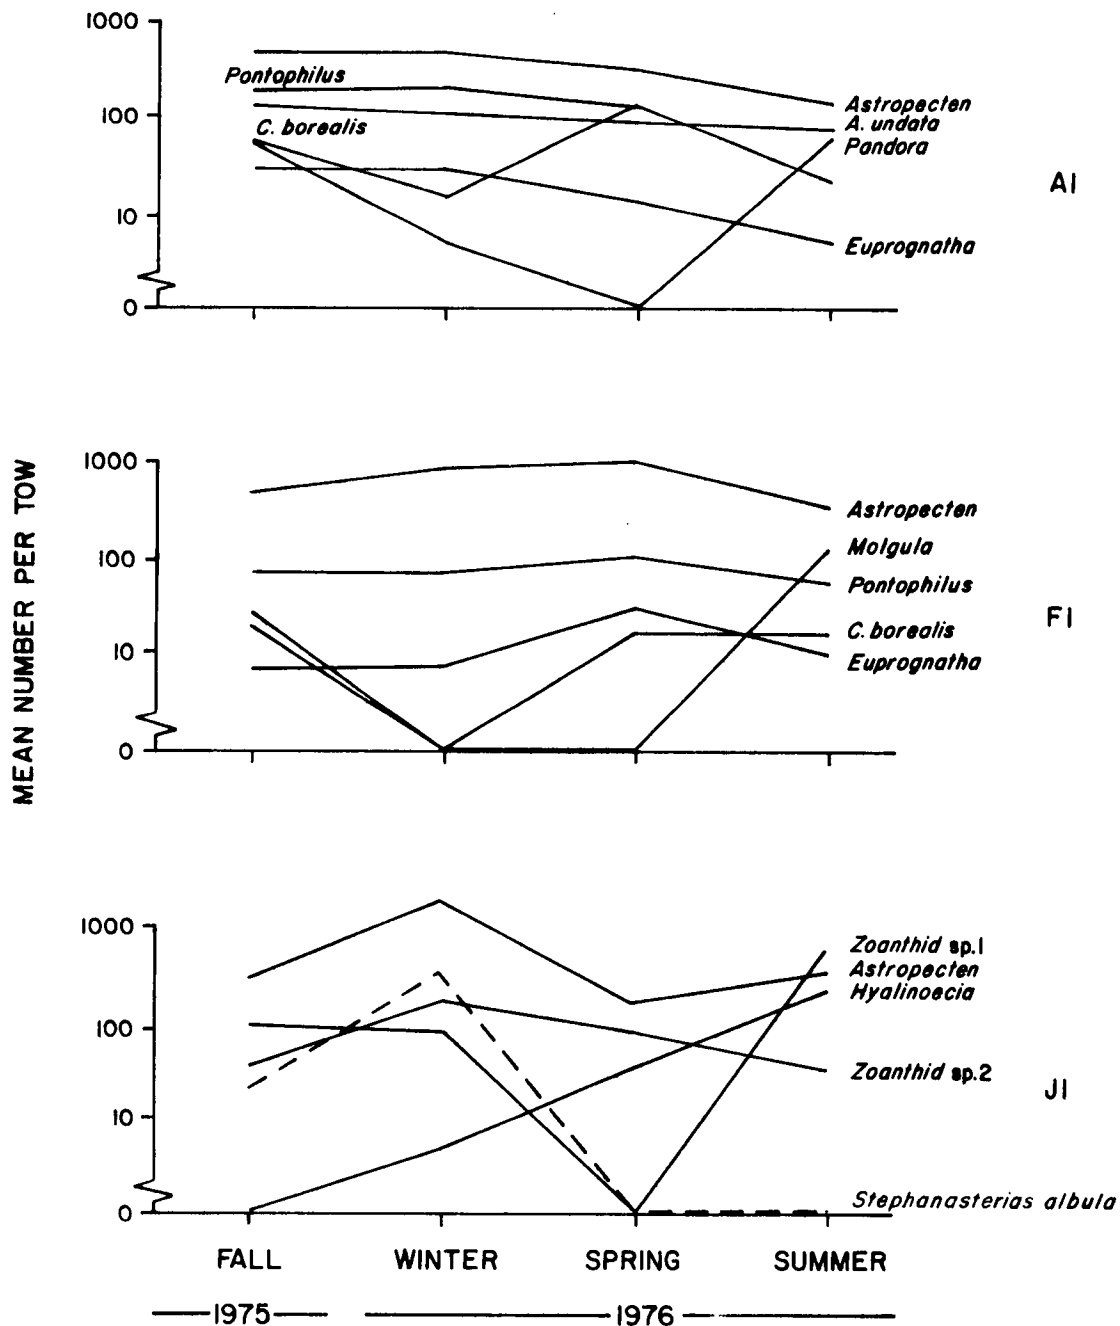 1000
100
10
0
Pontophilus
C. borealis
Astropecten
A. undata
Pandora
Euprognatha
A1
MEAN NUMBER PER TOW
1000
100
10
0
Astropecten
Molgula
Pontophilus
C. borealis
Euprognatha
F1
1000
100
10
0
Zoanthid sp.1
Astropecten
Hyalinoecia
Zoanthid sp.2
Stephanasterias albula
J1
FALL WINTER SPRING SUMMER
1975 1976